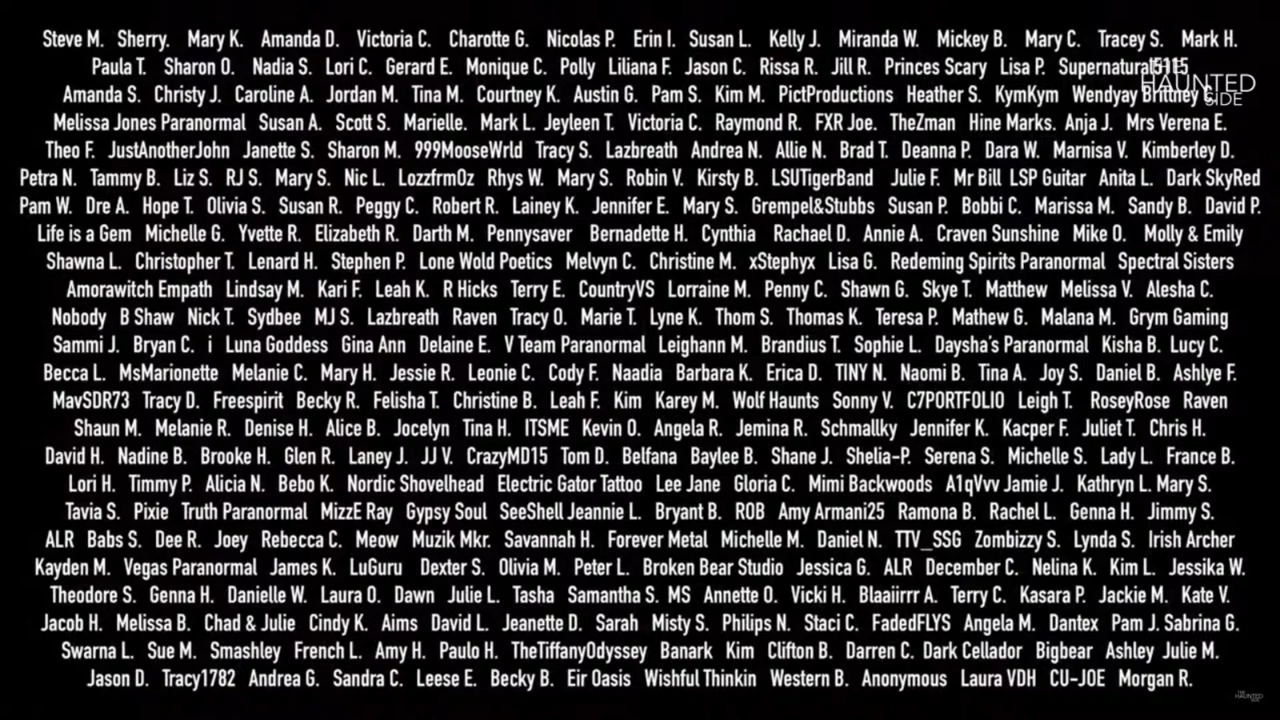 Steve M. Sherry. Mary K. Amanda D. Victoria C. Charotte G. Nicolas P. Erin I. Susan L. Kelly J. Miranda W. Mickey B. Mary C. Tracey S. Mark H.
Paula T. Sharon O. Nadia S. Lori C. Gerard E. Monique C. Polly Liliana F. Jason C. Rissa R. Jill R. Princes Scary Lisa P. Supernatural5115
HAUNTED
SIDE
Amanda S. Christy J. Caroline A. Jordan M. Tina M. Courtney K. Austin G. Pam S. Kim M. PictProductions Heather S. KymKym Wendyay Britney
Melissa Jones Paranormal Susan A. Scott S. Marielle. Mark L. Jeyleen T. Victoria C. Raymond R. FXR Joe. TheZman Hine Marks. Anja J. Mrs Verena E.
Theo F. JustAnotherJohn Janette S. Sharon M. 999MooseWrld Tracy S. Lazbreath Andrea N. Allie N. Brad T. Deanna P. Dara W. Marnisa V. Kimberley D.
Petra N. Tammy B. Liz S. RJ S. Mary S. Nic L. LozzfrmOz Rhys W. Mary S. Robin V. Kirsty B. LSUTigerBand Julie F. Mr Bill LSP Guitar Anita L. Dark SkyRed
Pam W. Dre A. Hope T. Olivia S. Susan R. Peggy C. Robert R. Lainey K. Jennifer E. Mary S. Grempel&Stubbs Susan P. Bobbi C. Marissa M. Sandy B. David P.
Life is a Gem Michelle G. Yvette R. Elizabeth R. Darth M. Pennysaver Bernadette H. Cynthia Rachael D. Annie A. Craven Sunshine Mike O. Molly & Emily
Shawna L. Christopher T. Lenard H. Stephen P. Lone Wold Poetics Melvyn C. Christine M. xStephyx Lisa G. Redeming Spirits Paranormal Spectral Sisters
Amorawitch Empath Lindsay M. Kari F. Leah K. R Hicks Terry E. CountryVS Lorraine M. Penny C. Shawn G. Skye T. Matthew Melissa V. Alesha C.
Nobody B Shaw Nick T. Sydbee MJ S. Lazbreath Raven Tracy O. Marie T. Lyne K. Thom S. Thomas K. Teresa P. Mathew G. Malana M. Grym Gaming
Sammi J. Bryan C. i Luna Goddess Gina Ann Delaine E. V Team Paranormal Leighann M. Brandius T. Sophie L. Daysha's Paranormal Kisha B. Lucy C.
Becca L. MsMarionette Melanie C. Mary H. Jessie R. Leonie C. Cody F. Naadia Barbara K. Erica D. TINY N. Naomi B. Tina A. Joy S. Daniel B. Ashlye F.
MavSDR73 Tracy D. Freespirit Becky R. Felisha T. Christine B. Leah F. Kim Karey M. Wolf Haunts Sonny V. C7PORTFOLIO Leigh T. RoseyRose Raven
Shaun M. Melanie R. Denise H. Alice B. Jocelyn Tina H. ITSME Kevin O. Angela R. Jemina R. Schmallky Jennifer K. Kacper F. Juliet T. Chris H.
David H. Nadine B. Brooke H. Glen R. Laney J. JJ V. CrazyMD15 Tom D. Belfana Baylee B. Shane J. Shelia-P. Serena S. Michelle S. Lady L. France B.
Lori H. Timmy P. Alicia N. Bebo K. Nordic Shovelhead Electric Gator Tattoo Lee Jane Gloria C. Mimi Backwoods A1qVvv Jamie J. Kathryn L. Mary S.
Tavia S. Pixie Truth Paranormal MizzE Ray Gypsy Soul SeeShell Jeannie L. Bryant B. ROB Amy Armani25 Ramona B. Rachel L. Genna H. Jimmy S.
ALR Babs S. Dee R. Joey Rebecca C. Meow Muzik Mkr. Savannah H. Forever Metal Michelle M. Daniel N. TTV_SSG Zombizzy S. Lynda S. Irish Archer
Kayden M. Vegas Paranormal James K. LuGuru Dexter S. Olivia M. Peter L. Broken Bear Studio Jessica G. ALR December C. Nelina K. Kim L. Jessika W.
Theodore S. Genna H. Danielle W. Laura O. Dawn Julie L. Tasha Samantha S. MS Annette O. Vicki H. Blaaiirrr A. Terry C. Kasara P. Jackie M. Kate V.
Jacob H. Melissa B. Chad & Julie Cindy K. Aims David L. Jeanette D. Sarah Misty S. Philips N. Staci C. FadedFLYS Angela M. Dantex Pam J. Sabrina G.
Swarna L. Sue M. Smashley French L. Amy H. Paulo H. TheTiffanyOdyssey Banark Kim Clifton B. Darren C. Dark Cellador Bigbear Ashley Julie M.
Jason D. Tracy1782 Andrea G. Sandra C. Leese E. Becky B. Eir Oasis Wishful Thinkin Western B. Anonymous Laura VDH CU-JOE Morgan R.
THE
HAUNTED
SIDE